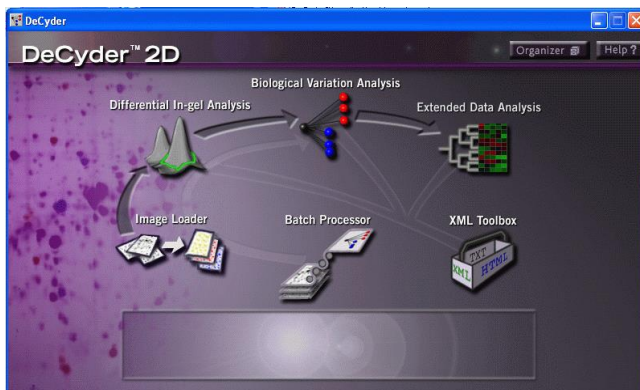 DeCyder
DeCyder™ 2D
Organizer
Help ?
Biological Variation Analysis
Differential In-gel Analysis
Extended Data Analysis
Image Loader
Batch Processor
XML Toolbox
TXT
XML
HTML